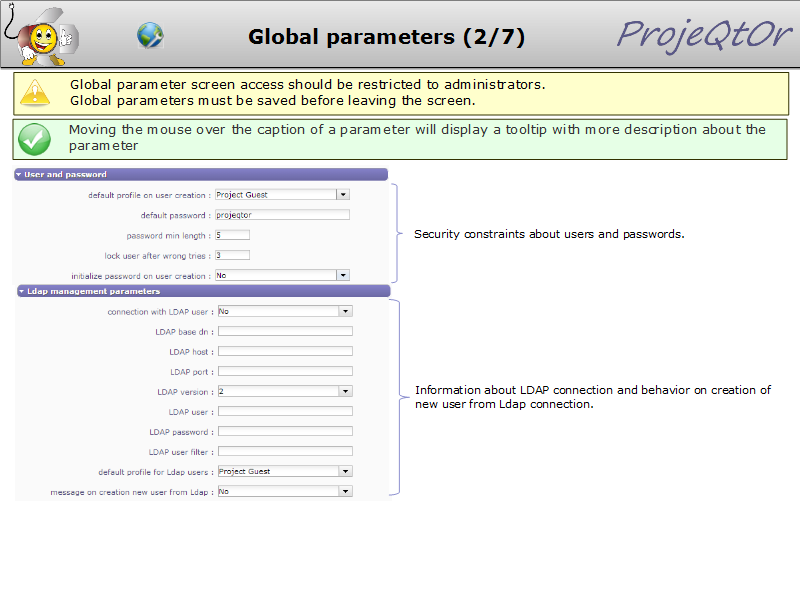 Global parameters (2/7)
ProjeQtOr
Global parameter screen access should be restricted to administrators.
Global parameters must be saved before leaving the screen.
Moving the mouse over the caption of a parameter will display a tooltip with more description about the
parameter
User and password
default profile on user creation : Project Guest
default password : projeqtor
password min length : 5
lock user after wrong tries : 3
initialize password on user creation : No
Security constraints about users and passwords.
Ldap management parameters
connection with LDAP user : No
LDAP base dn :
LDAP host :
LDAP port :
LDAP version : 2
LDAP user :
LDAP password :
LDAP user filter :
default profile for Ldap users : Project Guest
message on creation new user from Ldap : No
Information about LDAP connection and behavior on creation of
new user from Ldap connection.